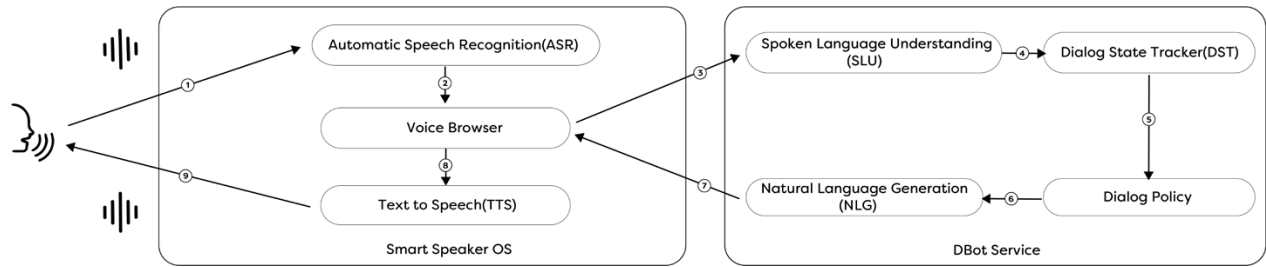 Automatic Speech Recognition(ASR)
Spoken Language Understanding
(SLU)
Dialog State Tracker(DST)
1
2
3
4
5
Voice Browser
8
9
7
6
Text to Speech(TTS)
Natural Language Generation
(NLG)
Dialog Policy
Smart Speaker OS
DBot Service